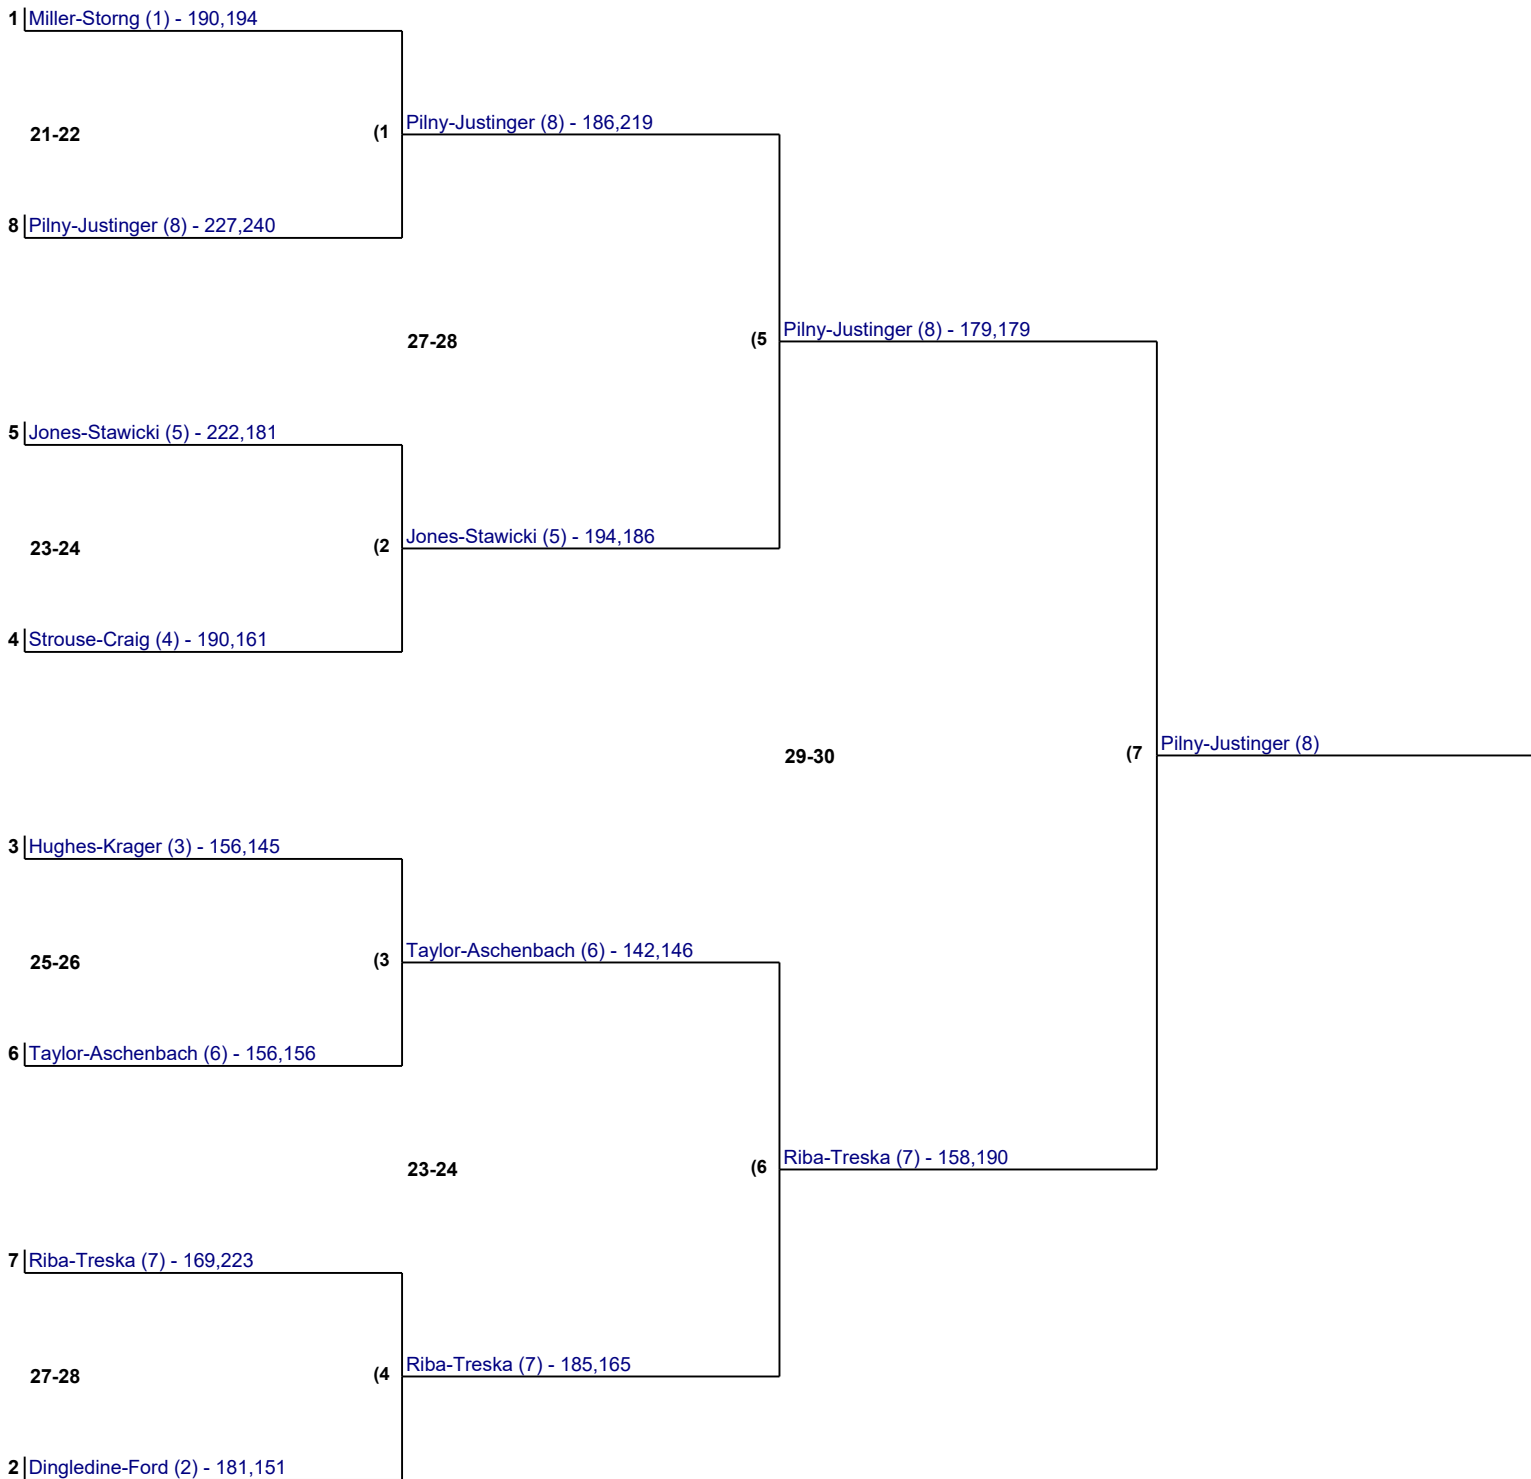 1 Miller-Storng (1) - 190,194
21-22 (1 Pilny-Justinger (8) - 186,219
8 Pilny-Justinger (8) - 227,240
27-28 (5 Pilny-Justinger (8) - 179,179
5 Jones-Stawicki (5) - 222,181
23-24 (2 Jones-Stawicki (5) - 194,186
4 Strouse-Craig (4) - 190,161
29-30 (7 Pilny-Justinger (8)
3 Hughes-Krager (3) - 156,145
25-26 (3 Taylor-Aschenbach (6) - 142,146
6 Taylor-Aschenbach (6) - 156,156
23-24 (6 Riba-Treska (7) - 158,190
7 Riba-Treska (7) - 169,223
27-28 (4 Riba-Treska (7) - 185,165
2 Dingledine-Ford (2) - 181,151